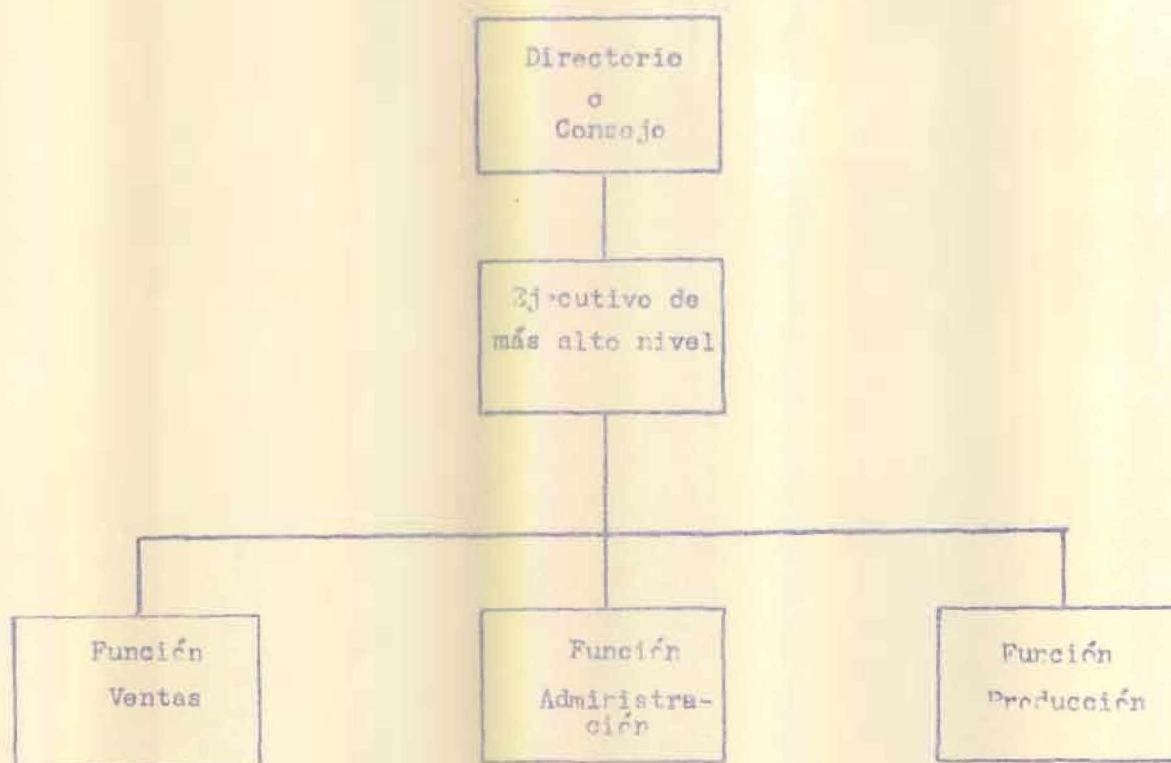 Directorio
o
Consejo
Ejecutivo de
más alto nivel
Función
Ventas
Función
Administra-
ción
Función
Producción